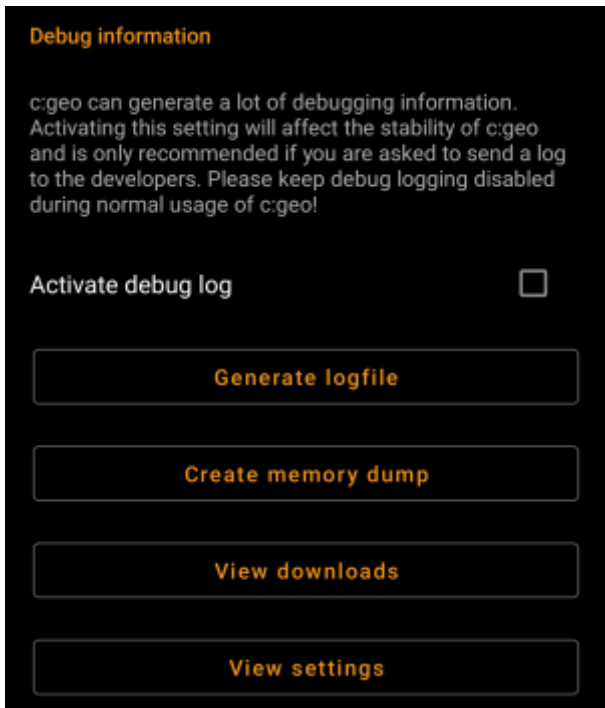 Debug information
c:geo can generate a lot of debugging information.
Activating this setting will affect the stability of c:geo
and is only recommended if you are asked to send a log
to the developers. Please keep debug logging disabled
during normal usage of c:geo!
Activate debug log
Generate logfile
Create memory dump
View downloads
View settings